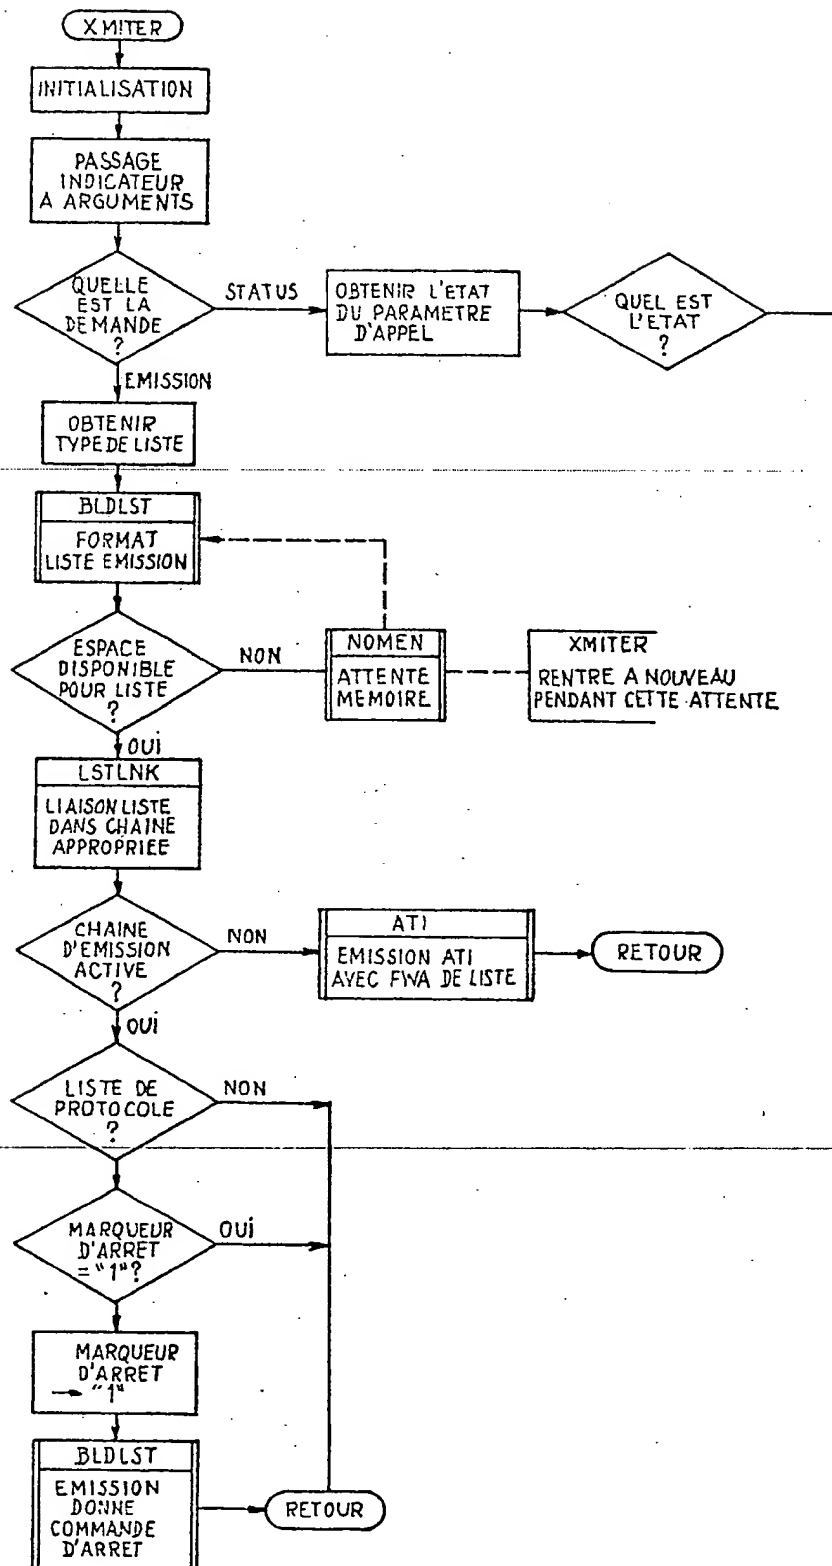 XMITER
INITIALISATION
PASSAGE
INDICATEUR
A ARGUMENTS
QUELLE
EST LA
DEMANDE
?
STATUS
OBTENIR L'ETAT
DU PARAMETRE
D'APPEL
QUEL EST
L'ETAT
?
EMISSION
OBTENIR
TYPE DE LISTE
BLDLST
FORMAT
LISTE EMISSION
ESPACE
DISPONIBLE
POUR LISTE
?
NON
NOMEN
ATTENTE
MEMOIRE
XMITER
RENTRE A NOUVEAU
PENDANT CETTE ATTENTE
OUI
LSTLNK
LIAISON LISTE
DANS CHAINE
APPROPRIEE
CHAINE
D'EMISSION
ACTIVE
?
NON
ATI
EMISSION ATI
AVEC FWA DE LISTE
RETOUR
OUI
LISTE DE
PROTOCOLE
?
NON
MARQUEUR
D'ARRET
="1"?
OUI
MARQUEUR
D'ARRET
→ "1"
BLDLST
EMISSION
DONNE
COMMANDE
D'ARRET
RETOUR